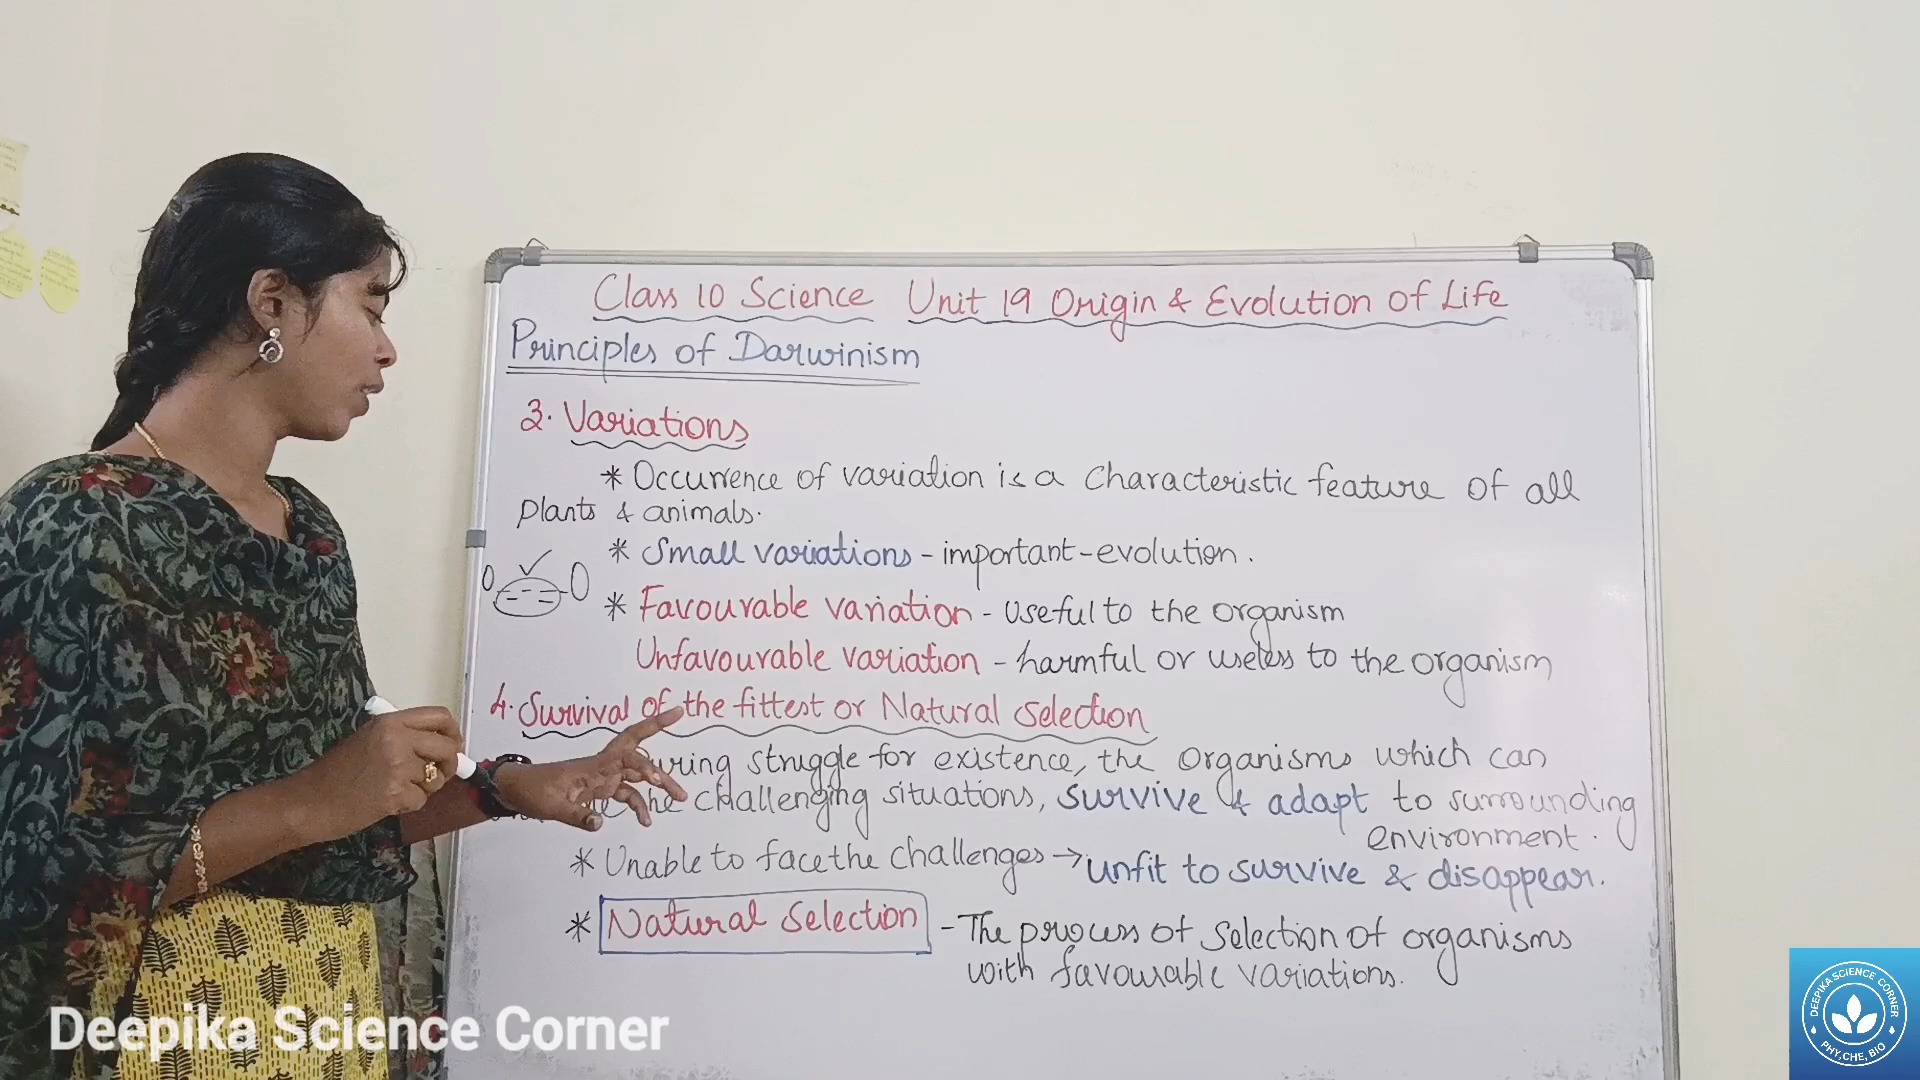 Class 10 Science Unit 19 Origin & Evolution of Life
Principles of Darwinism
3. Variations
* Occurrence of variation is a characteristic feature of all
plants & animals.
* Small variations - important - evolution.
* Favourable variation - useful to the organism
Unfavourable variation - harmful or useless to the organism
4. Survival of the fittest or Natural selection
struggle for existence, the organisms which can
challenging situations, survive & adapt to surrounding
environment.
* Unable to face the challenges → unfit to survive & disappear.
* Natural selection - The process of selection of organisms
with favourable variations.
Deepika Science Corner
DEEPIKA SCIENCE CORNER
PHY, CHE, BIO